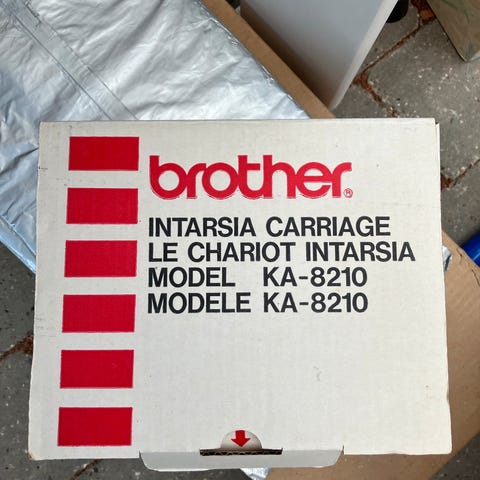 brother®
INTARSIA CARRIAGE
LE CHARIOT INTARSIA
MODEL KA-8210
MODELE KA-8210